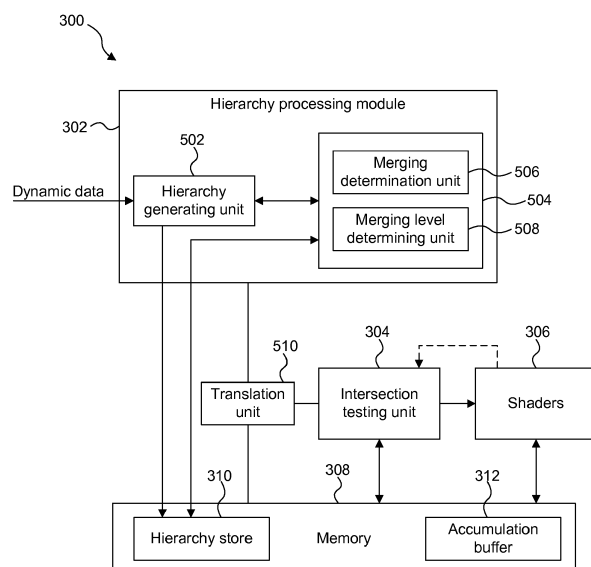 300
Hierarchy processing module
302
502
Merging
determination unit
506
Dynamic data
Hierarchy
generating unit
504
Merging level
determining unit
508
510
304
306
Translation
unit
Intersection
testing unit
Shaders
310
308
312
Hierarchy store
Memory
Accumulation
buffer